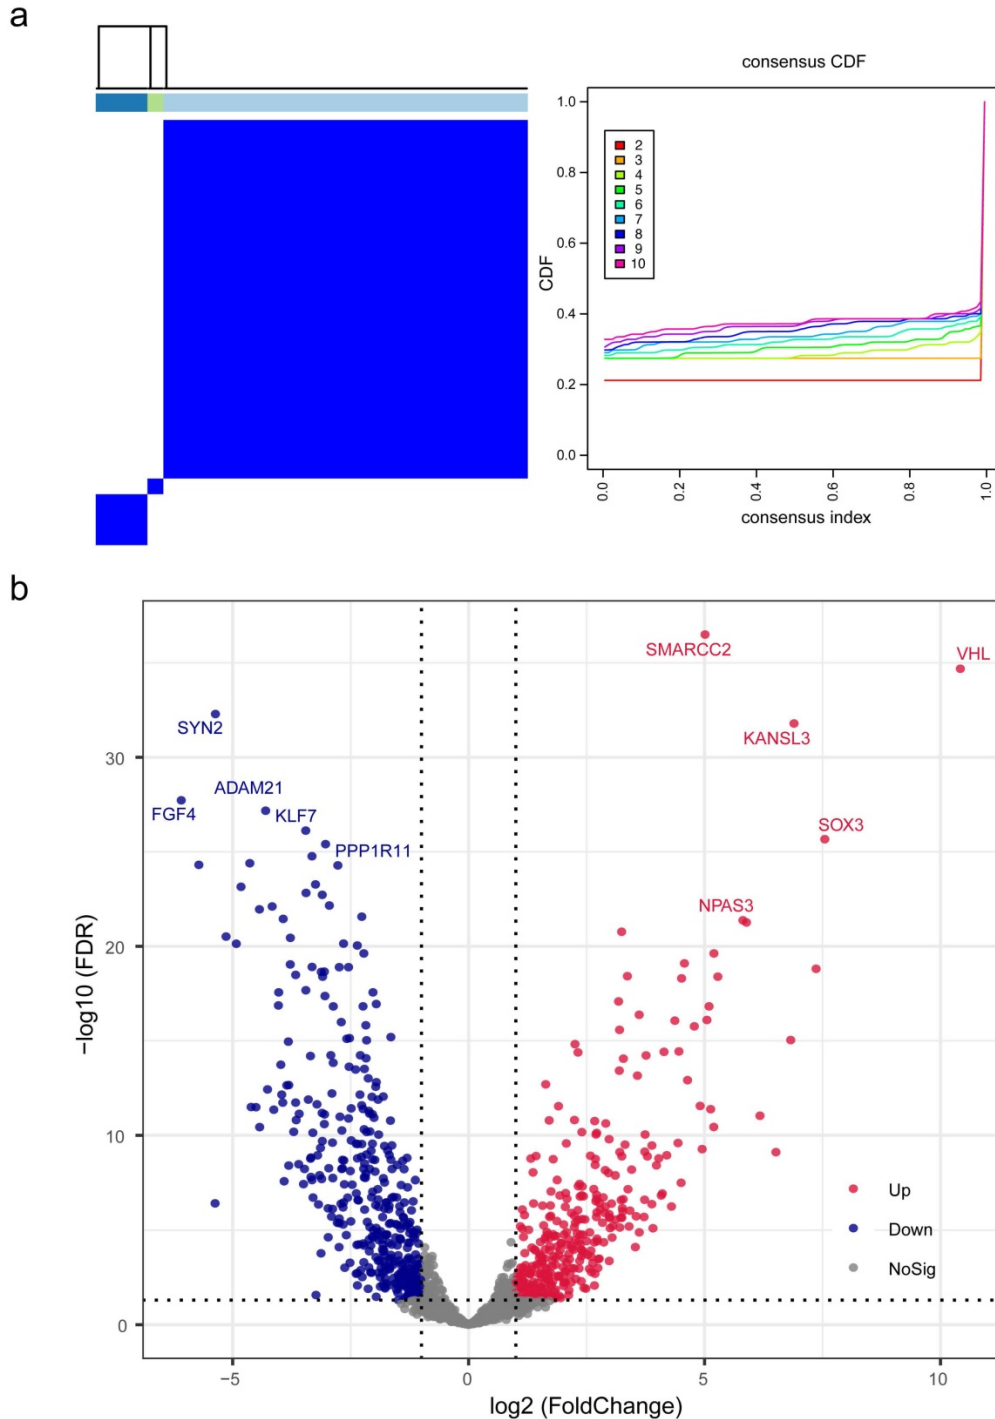 a
consensus CDF
1.0
0.8
0.6
0.4
0.2
0.0
CDF
2
3
4
5
6
7
8
9
10
0.0
0.2
0.4
0.6
0.8
1.0
consensus index
b
SMARCC2
VHL
SYN2
KANSL3
ADAM21
FGF4
KLF7
SOX3
PPP1R11
NPAS3
30
20
10
0
−log10 (FDR)
Up
Down
NoSig
−5
0
5
10
log2 (FoldChange)